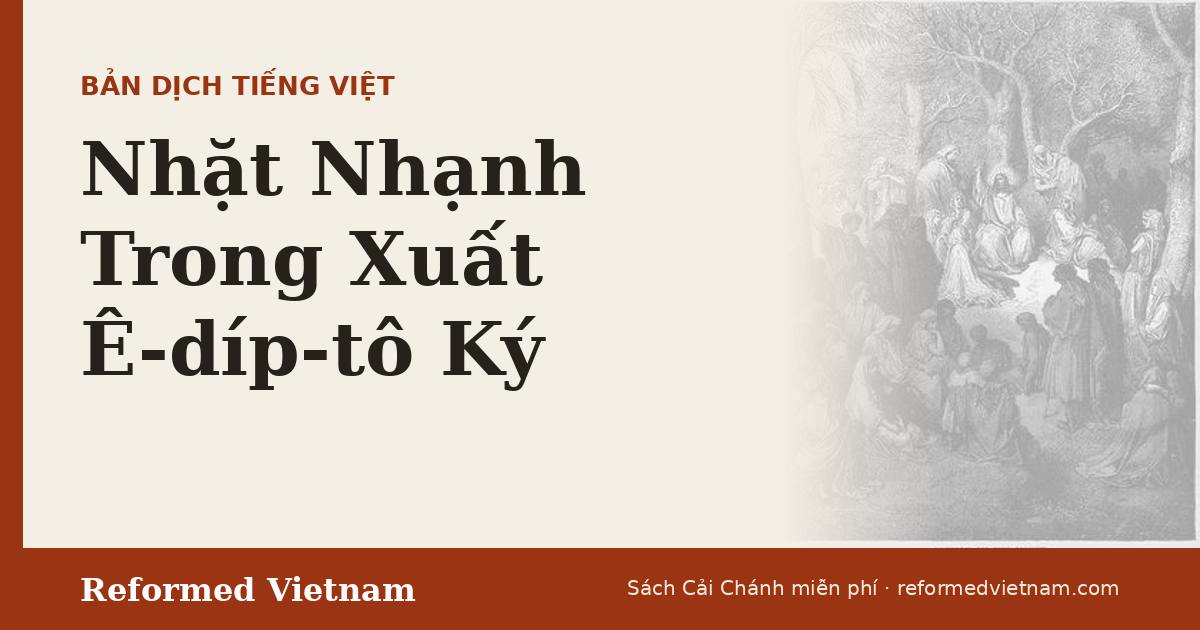 BẢN DỊCH TIẾNG VIỆT
Nhặt Nhạnh
Trong Xuất
Ê-díp-tô Ký
Reformed Vietnam
Sách Cải Chánh miễn phí · reformedvietnam.com